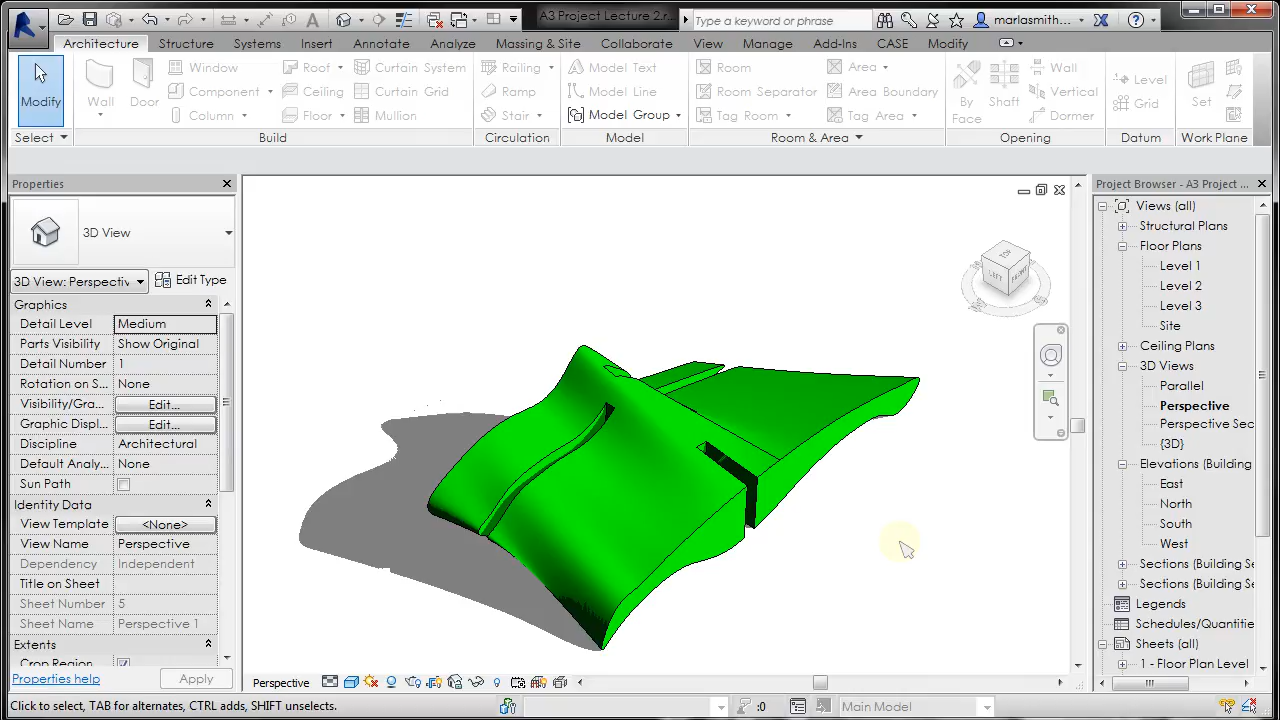 A3 Project Lecture 2.r...
Type a keyword or phrase
marlasmith...
Architecture Structure Systems Insert Annotate Analyze Massing & Site Collaborate View Manage Add-Ins CASE Modify
Modify
Wall
Door
Window
Component
Column
Roof
Ceiling
Floor
Curtain System
Curtain Grid
Mullion
Railing
Ramp
Stair
Model Text
Model Line
Model Group
Room
Room Separator
Tag Room
Area
Area Boundary
Tag Area
By Face
Shaft
Wall
Vertical
Dormer
Level
Grid
Set
Select Build Circulation Model Room & Area Opening Datum Work Plane
Properties
3D View
3D View: Perspectiv
Edit Type
Graphics
Detail Level Medium
Parts Visibility Show Original
Detail Number 1
Rotation on S... None
Visibility/Gra... Edit...
Graphic Displ... Edit...
Discipline Architectural
Default Analy... None
Sun Path
Identity Data
View Template <None>
View Name Perspective
Dependency Independent
Title on Sheet
Sheet Number 5
Sheet Name Perspective 1
Extents
Crop Region
Properties help
Apply
TOP
LEFT
FRONT
Perspective
Project Browser - A3 Project ...
Views (all)
Structural Plans
Floor Plans
Level 1
Level 2
Level 3
Site
Ceiling Plans
3D Views
Parallel
Perspective
Perspective Sec
{3D}
Elevations (Building
East
North
South
West
Sections (Building Se
Sections (Building Se
Legends
Schedules/Quantitie
Sheets (all)
1 - Floor Plan Level
Click to select, TAB for alternates, CTRL adds, SHIFT unselects.
:0
Main Model